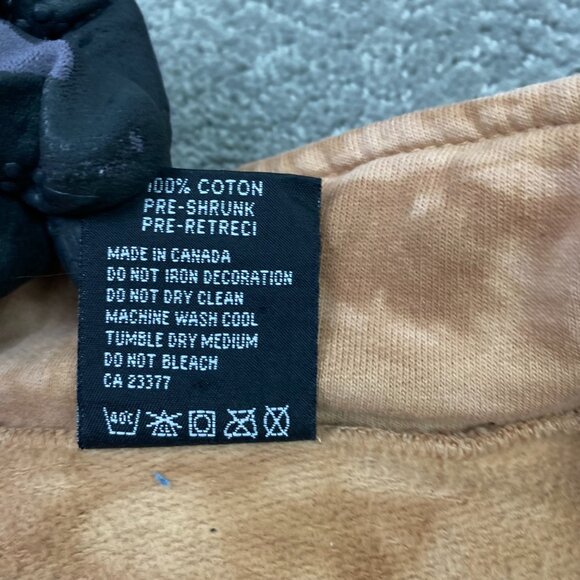 100% COTON
PRE-SHRUNK
PRE-RETRECI
MADE IN CANADA
DO NOT IRON DECORATION
DO NOT DRY CLEAN
MACHINE WASH COOL
TUMBLE DRY MEDIUM
DO NOT BLEACH
CA 23377
40C